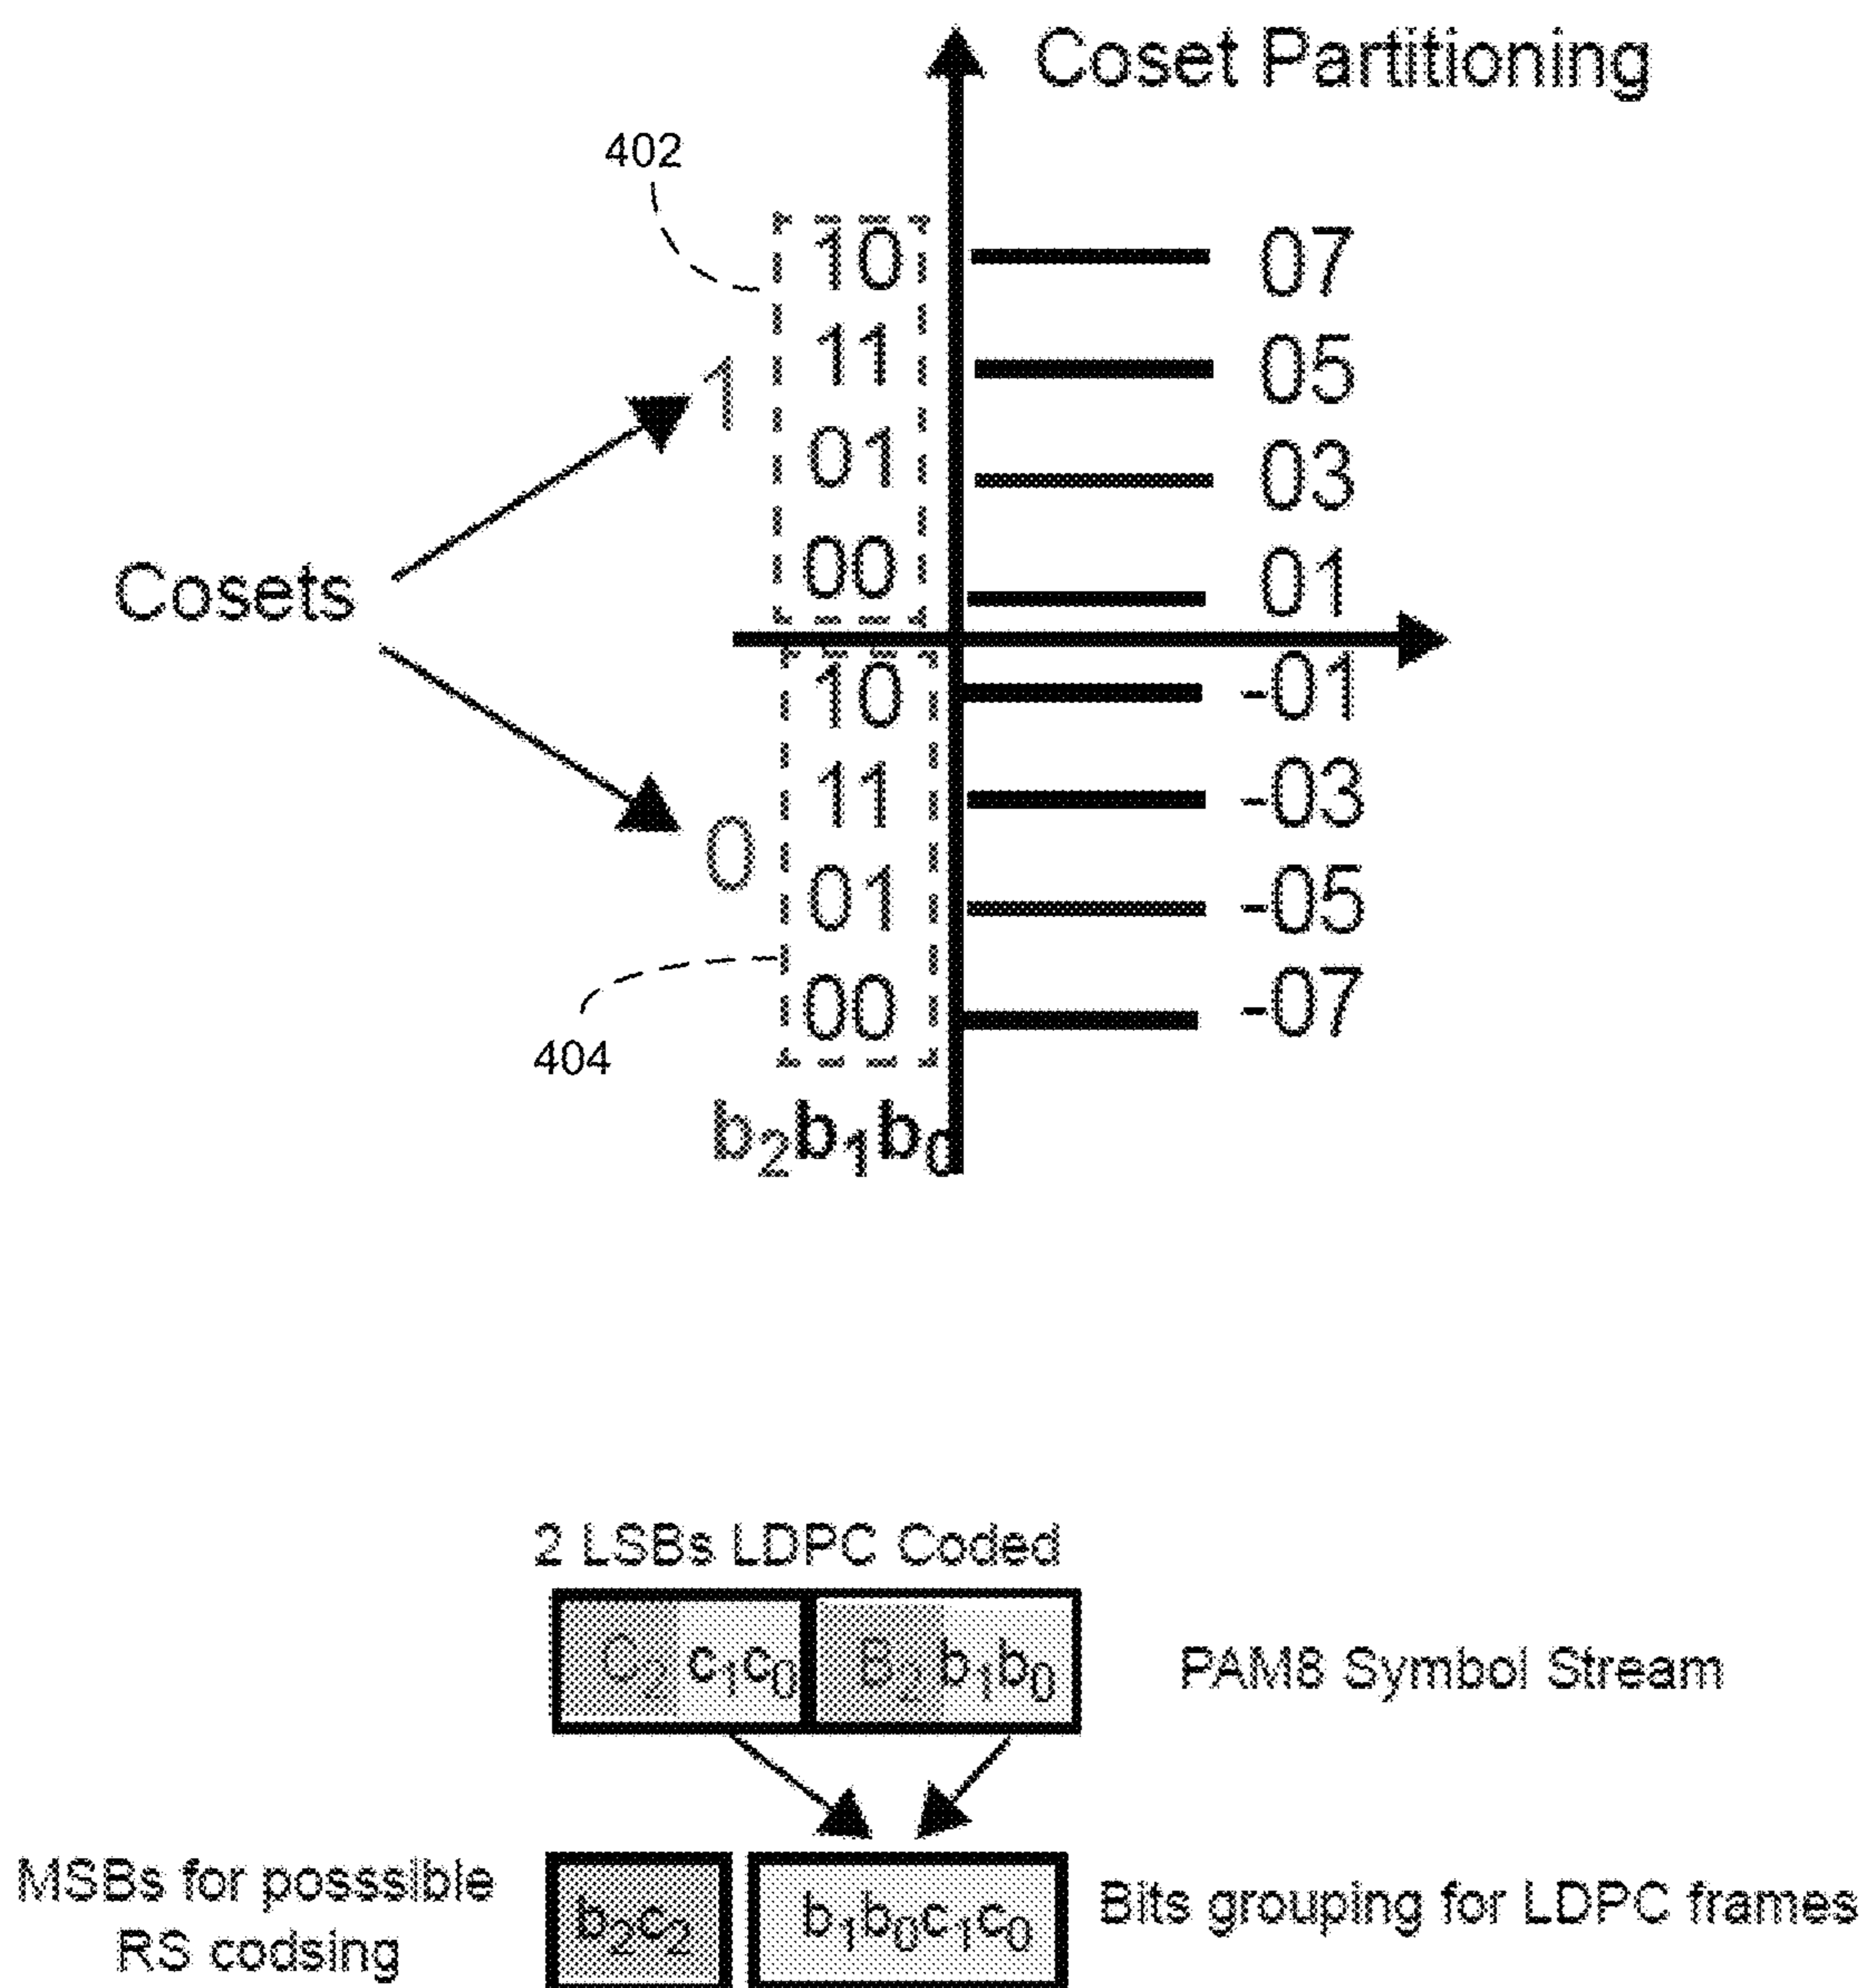 Coset Partitioning
402
10 07
11 05
1
01 03
00 01
Cosets
10 -01
11 -03
0
01 -05
00 -07
404
b₂b₁b₀
2 LSBs LDPC Coded
C₂ c₁c₀ B₂ b₁b₀
PAM8 Symbol Stream
MSBs for posssible
RS codsing
b₂c₂
b₁b₀c₁c₀
Bits grouping for LDPC frames